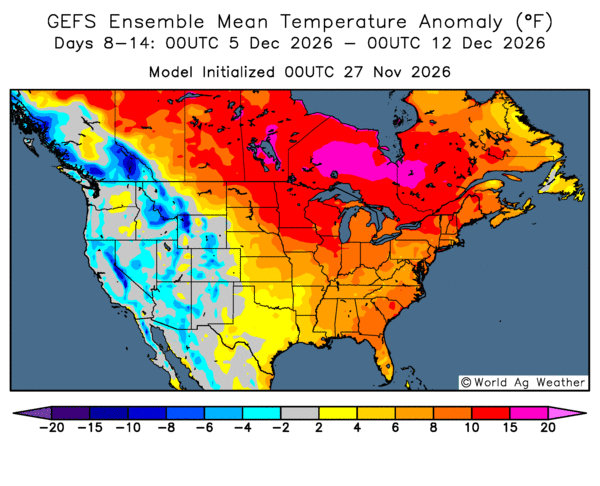 GEFS Ensemble Mean Temperature Anomaly (°F)
Days 8-14: 00UTC 5 Dec 2026 - 00UTC 12 Dec 2026
Model Initialized 00UTC 27 Nov 2026
© World Ag Weather
-20 -15 -10 -8 -6 -4 -2 2 4 6 8 10 15 20